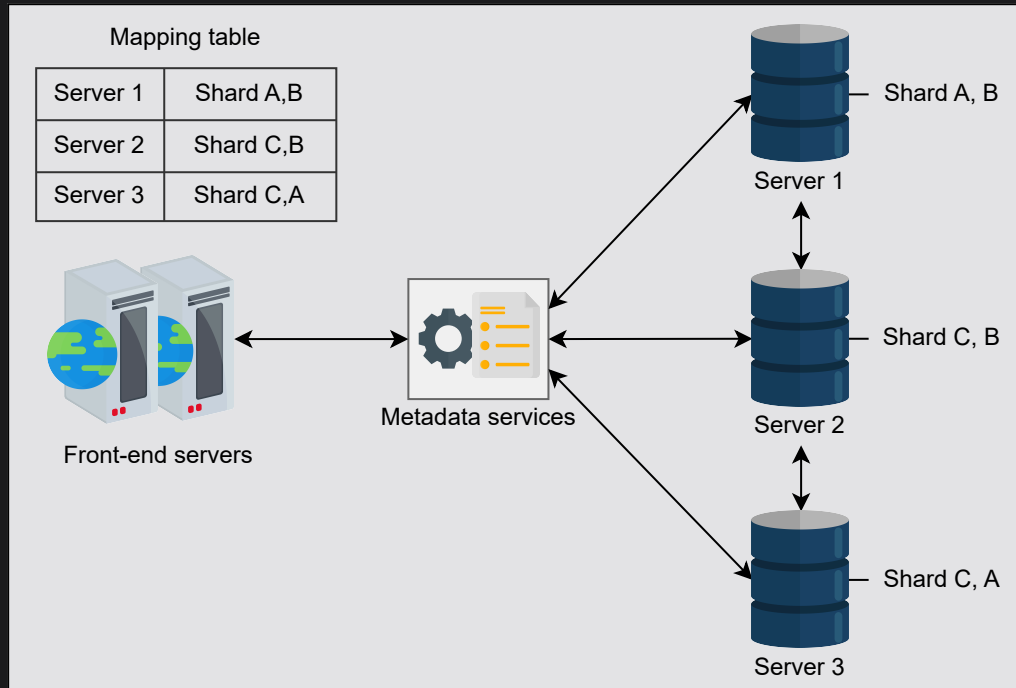 Mapping table
Server 1 Shard A,B
Server 2 Shard C,B
Server 3 Shard C,A
Front-end servers
Metadata services
Shard A, B
Server 1
Shard C, B
Server 2
Shard C, A
Server 3